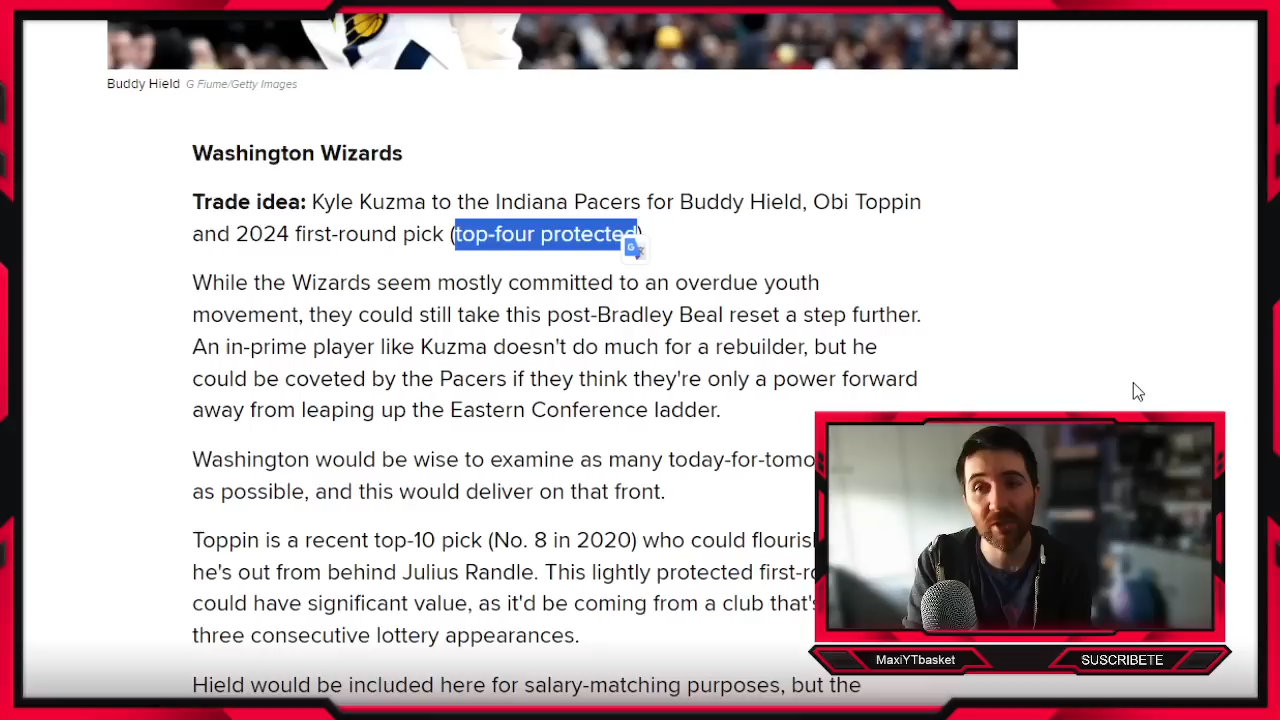 Buddy Hield G Fiume/Getty Images
Washington Wizards
Trade idea: Kyle Kuzma to the Indiana Pacers for Buddy Hield, Obi Toppin
and 2024 first-round pick (top-four protected)
While the Wizards seem mostly committed to an overdue youth
movement, they could still take this post-Bradley Beal reset a step further.
An in-prime player like Kuzma doesn't do much for a rebuilder, but he
could be coveted by the Pacers if they think they're only a power forward
away from leaping up the Eastern Conference ladder.
Washington would be wise to examine as many
as possible, and this would deliver on that front.
Toppin is a recent top-10 pick (No. 8 in 2020) who could
he's out from behind Julius Randle. This lightly protected
could have significant value, as it'd be coming from a club
three consecutive lottery appearances.
Hield would be included here for salary-matching purposes, but the
MaxiYTbasket
SUSCRIBETE